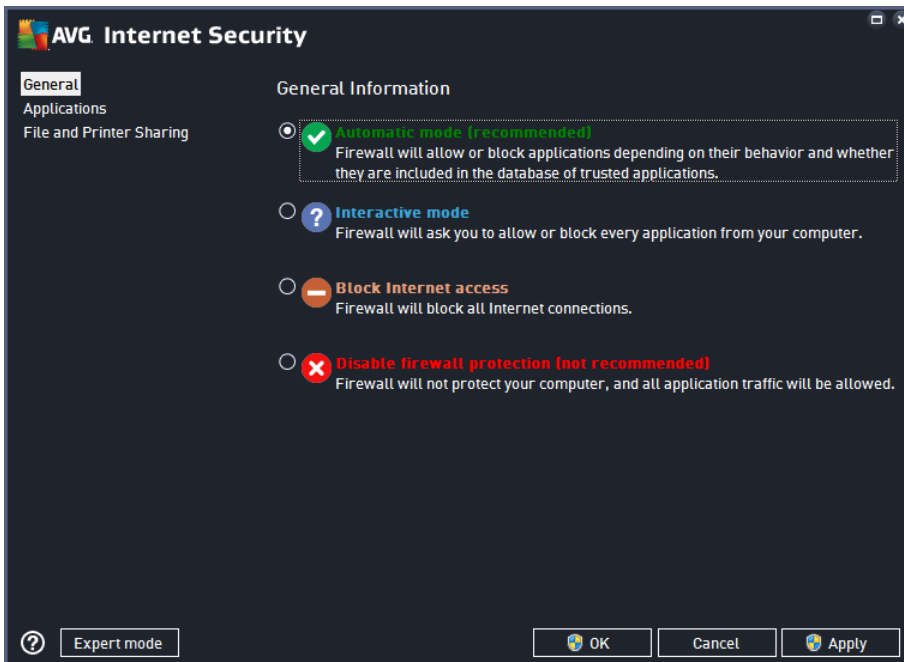 AVG Internet Security
General
Applications
File and Printer Sharing
General Information
Automatic mode (recommended)
Firewall will allow or block applications depending on their behavior and whether
they are included in the database of trusted applications.
Interactive mode
Firewall will ask you to allow or block every application from your computer.
Block Internet access
Firewall will block all Internet connections.
Disable firewall protection (not recommended)
Firewall will not protect your computer, and all application traffic will be allowed.
Expert mode
OK
Cancel
Apply